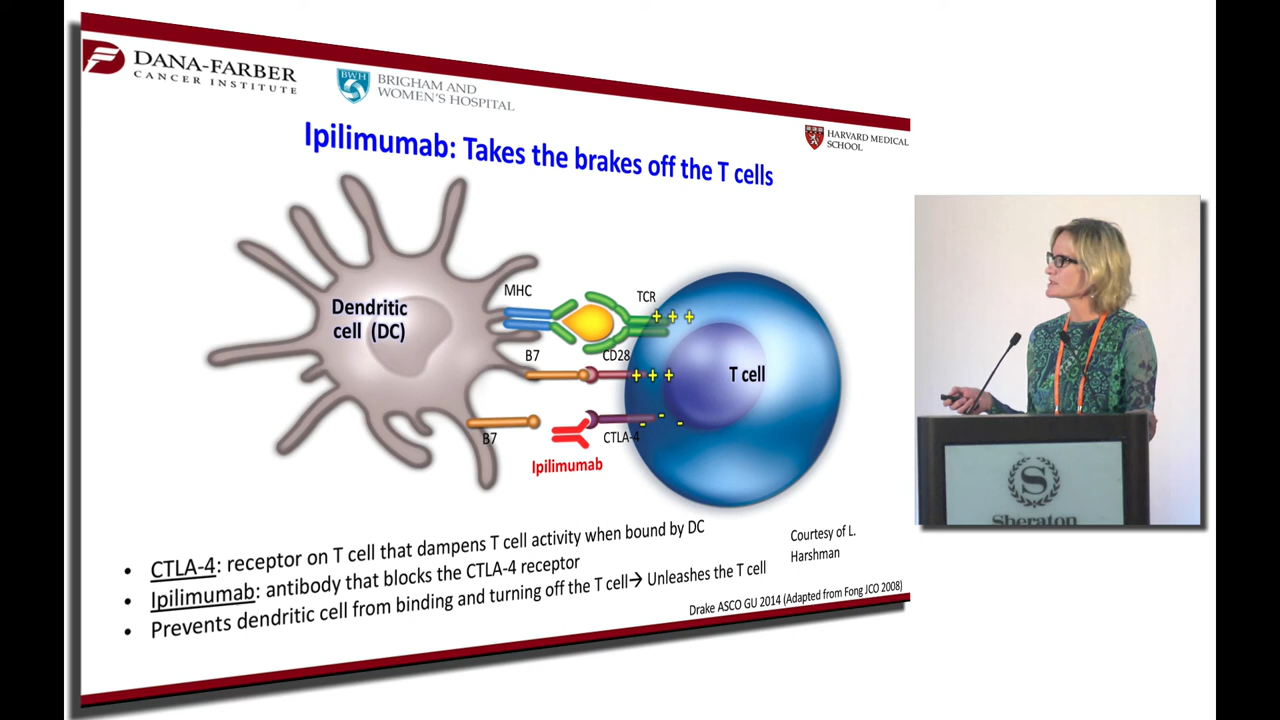 DANA-FARBER
CANCER INSTITUTE
BWH
BRIGHAM AND
WOMEN'S HOSPITAL
HARVARD MEDICAL
SCHOOL
Ipilimumab: Takes the brakes off the T cells
Dendritic
cell (DC)
MHC
TCR
+ + +
B7
CD28
+ + +
T cell
B7
CTLA-4
- - -
Ipilimumab
• CTLA-4: receptor on T cell that dampens T cell activity when bound by DC
• Ipilimumab: antibody that blocks the CTLA-4 receptor
• Prevents dendritic cell from binding and turning off the T cell→ Unleashes the T cell
Courtesy of L.
Harshman
Drake ASCO GU 2014 (Adapted from Fong JCO 2008)
S
Sheraton